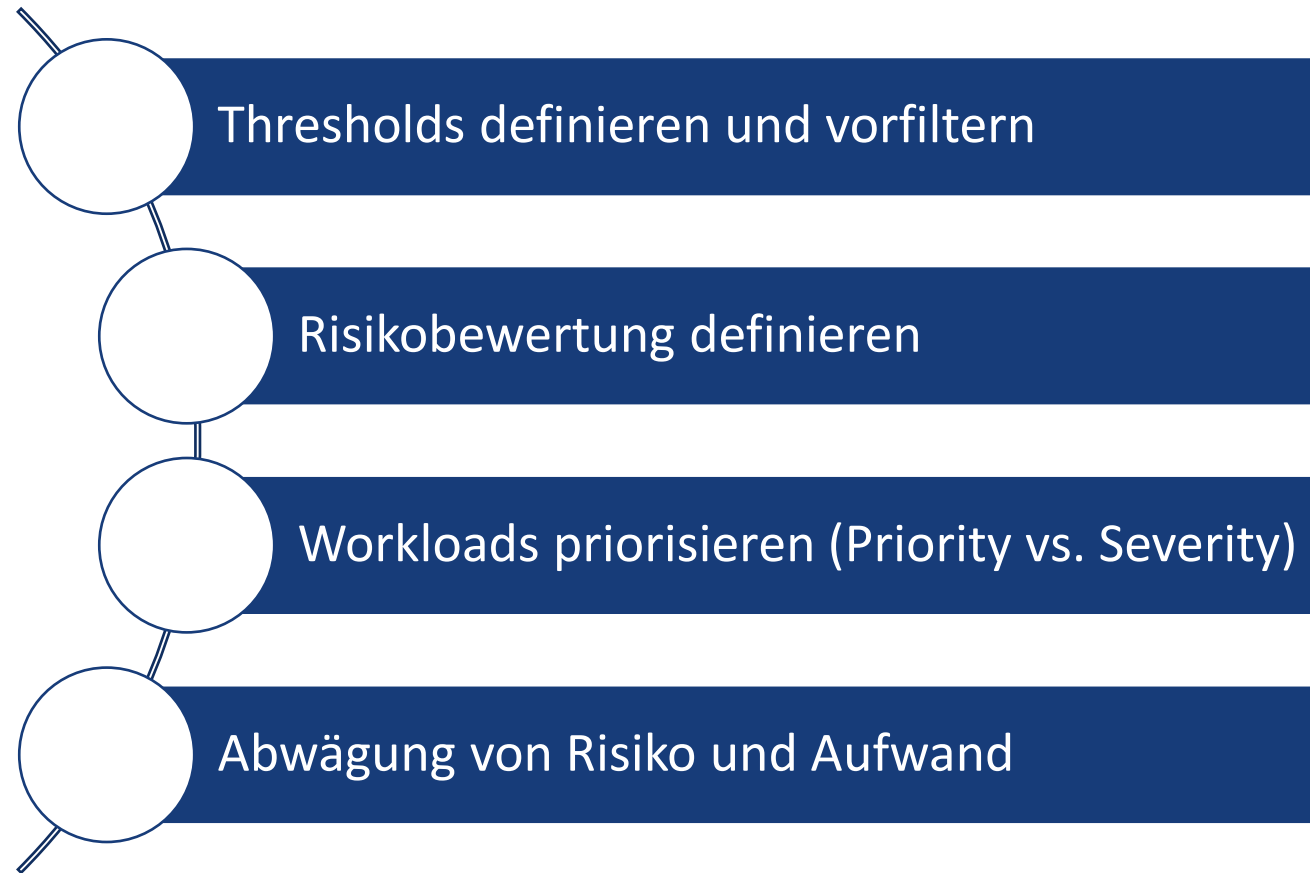 Thresholds definieren und vorfiltern
Risikobewertung definieren
Workloads priorisieren (Priority vs. Severity)
Abwägung von Risiko und Aufwand